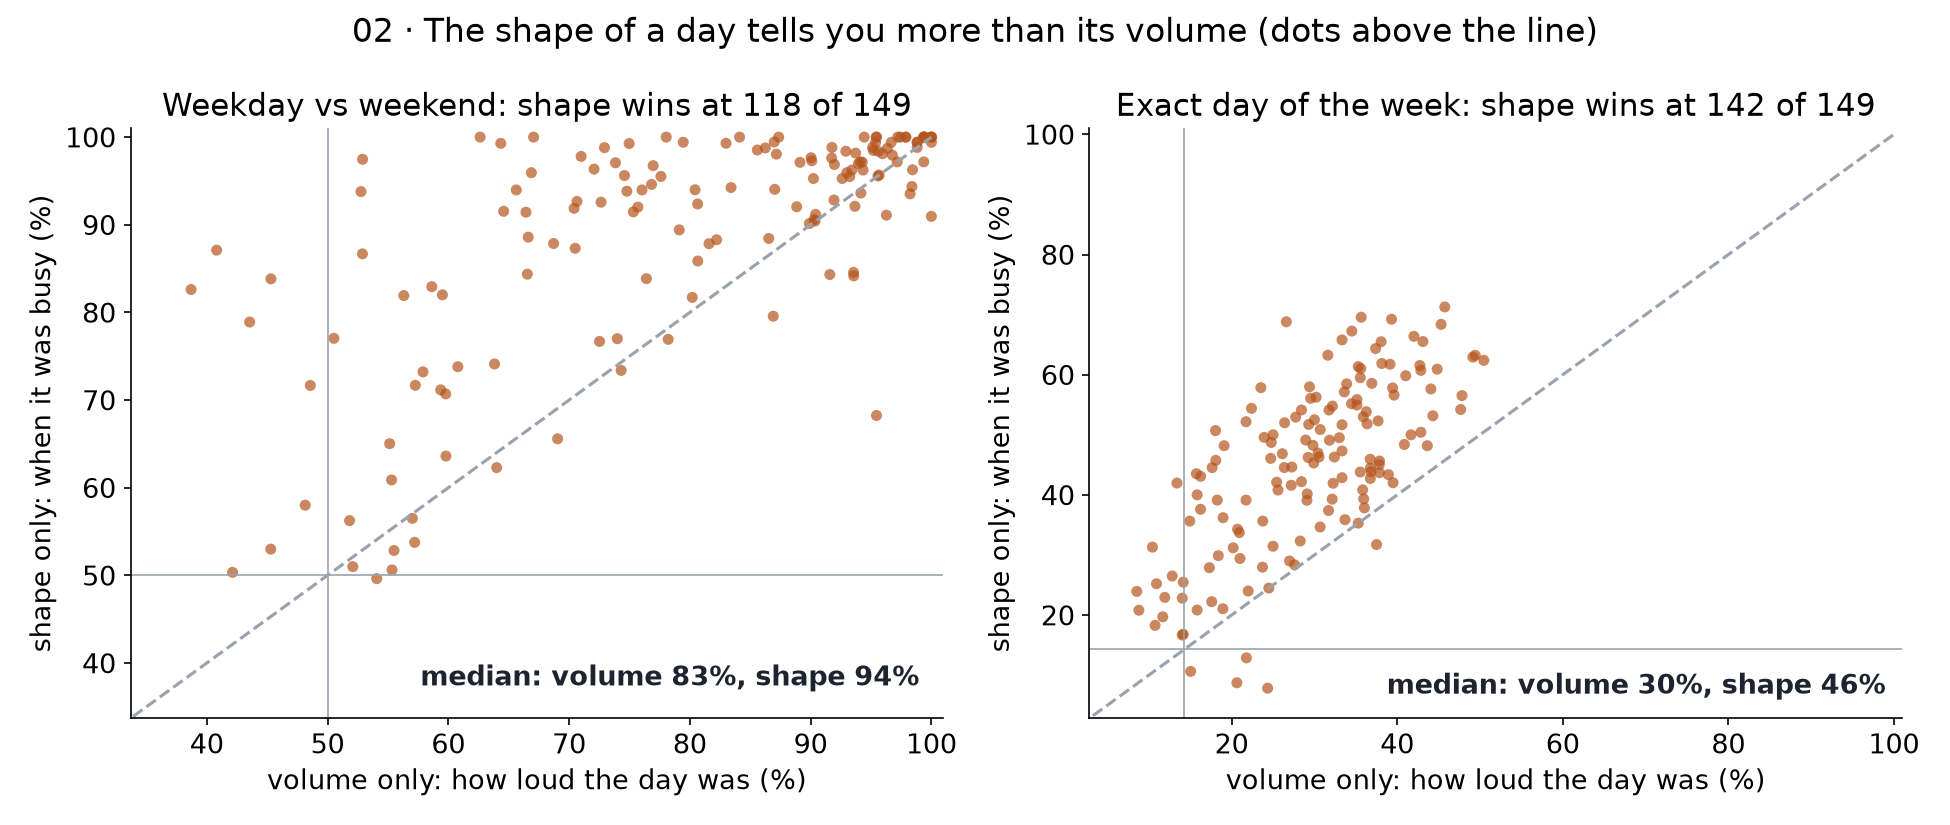 02 · The shape of a day tells you more than its volume (dots above the line)
Weekday vs weekend: shape wins at 118 of 149
shape only: when it was busy (%)
100
90
80
70
60
50
40
median: volume 83%, shape 94%
40 50 60 70 80 90 100
volume only: how loud the day was (%)
Exact day of the week: shape wins at 142 of 149
shape only: when it was busy (%)
100
80
60
40
20
median: volume 30%, shape 46%
20 40 60 80 100
volume only: how loud the day was (%)